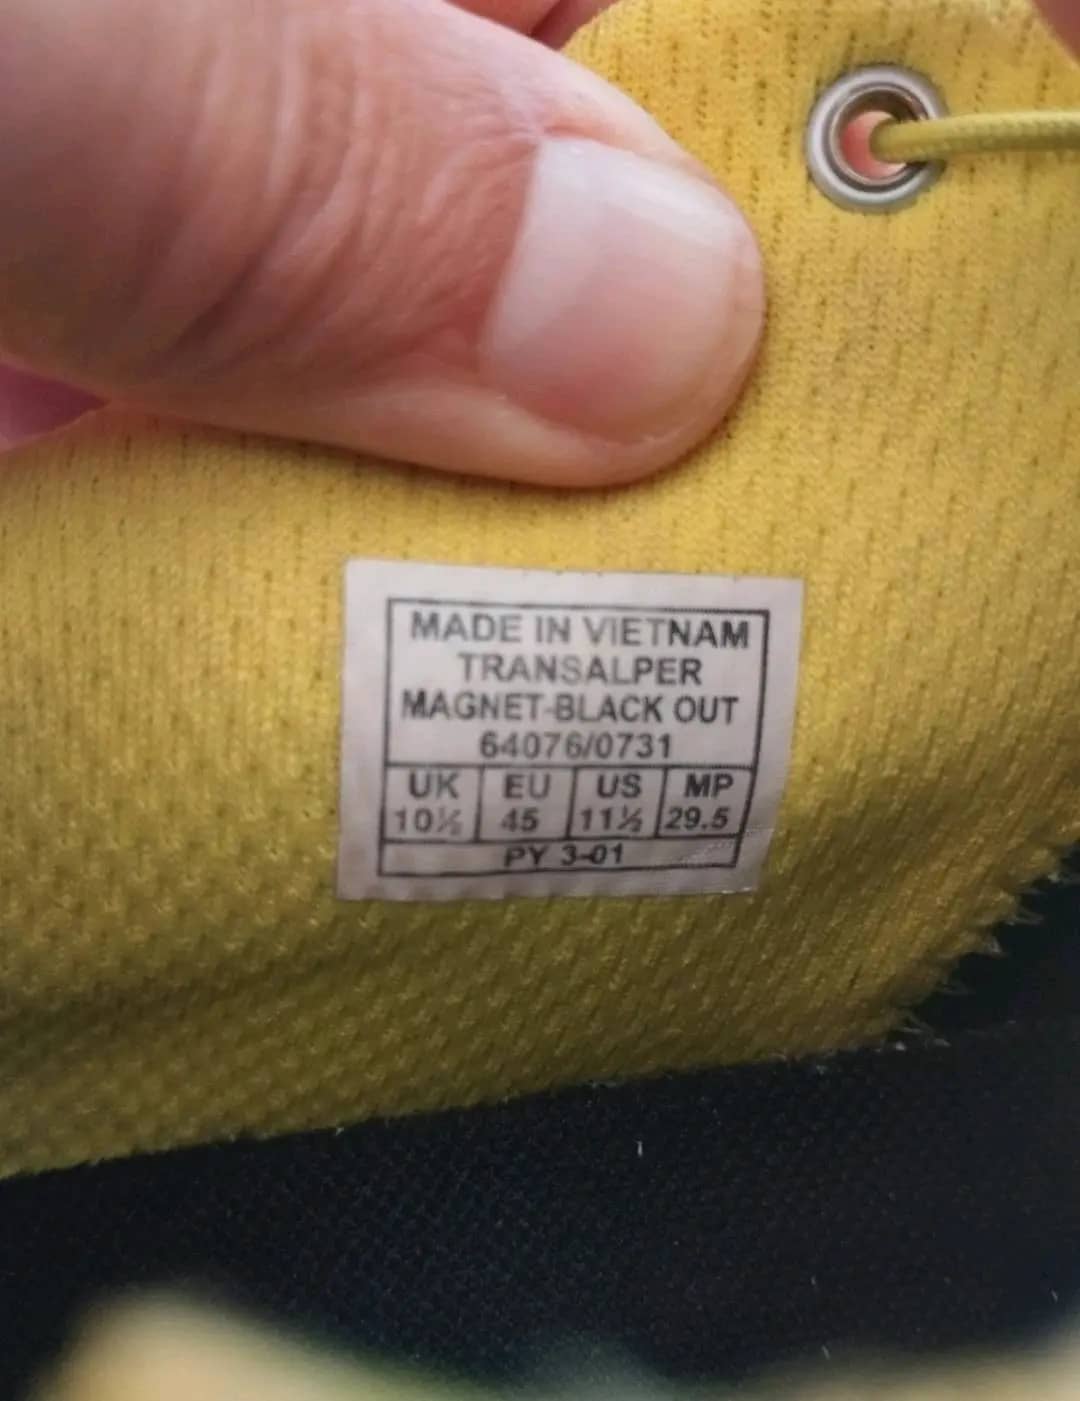 MADE IN VIETNAM
TRANSALPER
MAGNET-BLACK OUT
64076/0731
UK EU US MP
10½ 45 11½ 29.5
PY 3-01